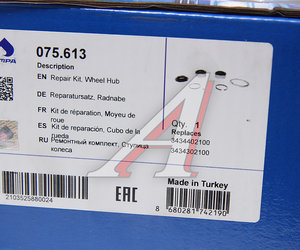 MPA
075.613
Description
EN Repair Kit, Wheel Hub
DE Reparatursatz, Radnabe
FR Kit de réparation, Moyeu de
roue
ES Kit de reparación, Cubo de la
rueda
RU Ремонтный комплект, Ступица
колеса
Qty. 1
Replaces
3434402100
3434302100
2103525880024
EAC
Made in Turkey
8 680281 742190